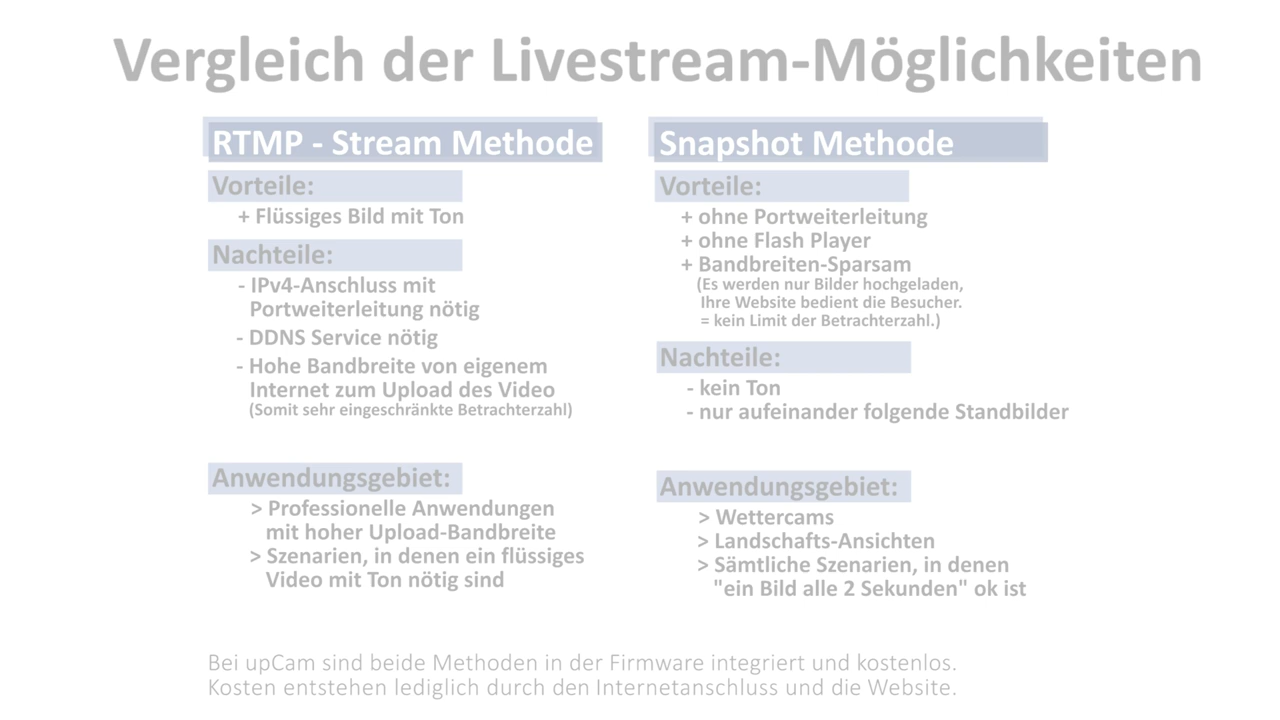 Vergleich der Livestream-Möglichkeiten
RTMP - Stream Methode
Vorteile:
+ Flüssiges Bild mit Ton
Nachteile:
- IPv4-Anschluss mit
Portweiterleitung nötig
- DDNS Service nötig
- Hohe Bandbreite von eigenem
Internet zum Upload des Video
(Somit sehr eingeschränkte Betrachterzahl)
Anwendungsgebiet:
> Professionelle Anwendungen
mit hoher Upload-Bandbreite
> Szenarien, in denen ein flüssiges
Video mit Ton nötig sind
Snapshot Methode
Vorteile:
+ ohne Portweiterleitung
+ ohne Flash Player
+ Bandbreiten-Sparsam
(Es werden nur Bilder hochgeladen,
Ihre Website bedient die Besucher.
= kein Limit der Betrachterzahl.)
Nachteile:
- kein Ton
- nur aufeinander folgende Standbilder
Anwendungsgebiet:
> Wettercams
> Landschafts-Ansichten
> Sämtliche Szenarien, in denen
"ein Bild alle 2 Sekunden" ok ist
Bei upCam sind beide Methoden in der Firmware integriert und kostenlos.
Kosten entstehen lediglich durch den Internetanschluss und die Website.